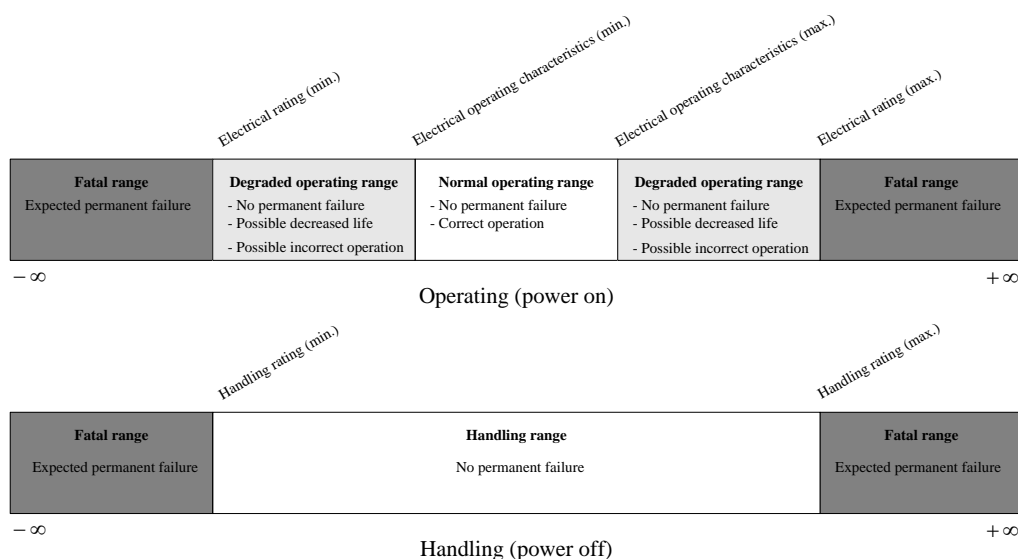 Electrical rating (min.)
Electrical operating characteristics (min.)
Electrical operating characteristics (max.)
Electrical rating (max.)
Fatal range
Expected permanent failure
Degraded operating range
- No permanent failure
- Possible decreased life
- Possible incorrect operation
Normal operating range
- No permanent failure
- Correct operation
Degraded operating range
- No permanent failure
- Possible decreased life
- Possible incorrect operation
Fatal range
Expected permanent failure
− ∞
+ ∞
Operating (power on)
Handling rating (min.)
Handling rating (max.)
Fatal range
Expected permanent failure
Handling range
No permanent failure
Fatal range
Expected permanent failure
− ∞
+ ∞
Handling (power off)